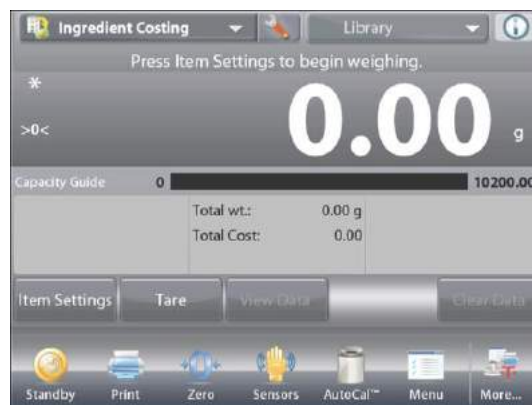 Ingredient Costing Library
Press Item Settings to begin weighing.
*
>0< 0.00 g
Capacity Guide 0 10200.00
Total wt.: 0.00 g
Total Cost: 0.00
Item Settings Tare View Data Clear Data
Standby Print Zero Sensors AutoCal™ Menu More...